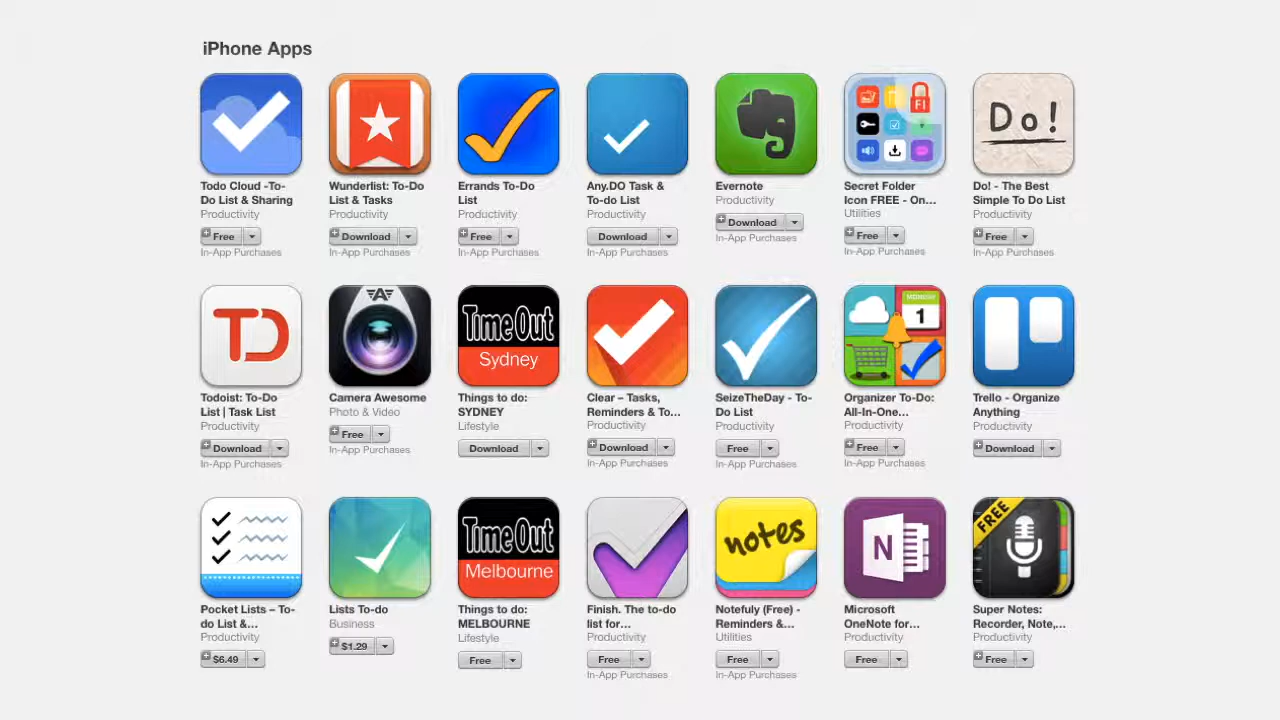 iPhone Apps
Do!
Todo Cloud -To-
Do List & Sharing
Productivity
Free
In-App Purchases
Wunderlist: To-Do
List & Tasks
Productivity
Download
In-App Purchases
Errands To-Do
List
Productivity
Free
In-App Purchases
Any.DO Task &
To-do List
Productivity
Download
In-App Purchases
Evernote
Productivity
Download
In-App Purchases
Secret Folder
Icon FREE - On...
Utilities
Free
In-App Purchases
Do! - The Best
Simple To Do List
Productivity
Free
In-App Purchases
TD
Todoist: To-Do
List | Task List
Productivity
Download
In-App Purchases
A
Camera Awesome
Photo & Video
Free
In-App Purchases
TimeOut
Sydney
Things to do:
SYDNEY
Lifestyle
Download
Clear – Tasks,
Reminders & To...
Productivity
Download
In-App Purchases
SeizeTheDay - To-
Do List
Productivity
Free
In-App Purchases
MONDAY
1
Organizer To-Do:
All-In-One...
Productivity
Free
In-App Purchases
Trello - Organize
Anything
Productivity
Download
Pocket Lists – To-
do List &...
Productivity
$6.49
Lists To-do
Business
$1.29
TimeOut
Melbourne
Things to do:
MELBOURNE
Lifestyle
Free
Finish. The to-do
list for...
Productivity
Free
In-App Purchases
notes
Notefuly (Free) -
Reminders &...
Utilities
Free
In-App Purchases
N
Microsoft
OneNote for...
Productivity
Free
FREE
Super Notes:
Recorder, Note,...
Productivity
Free